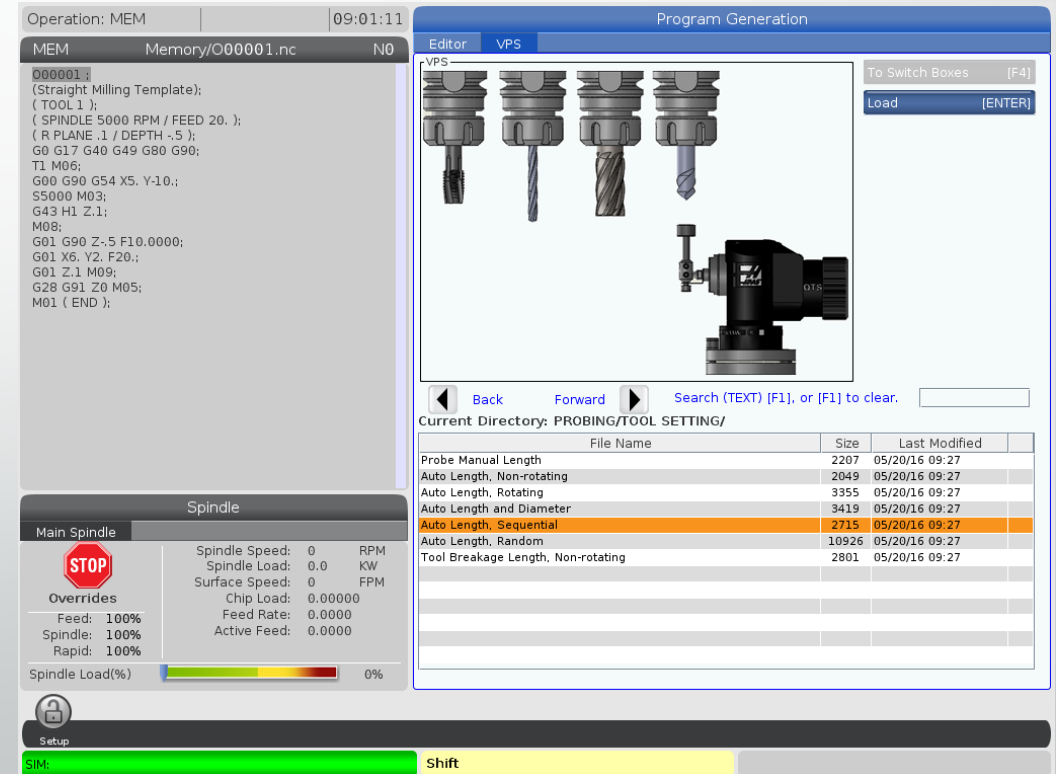 Operation: MEM
09:01:11
MEM Memory/O00001.nc N0
O00001 ;
(Straight Milling Template);
( TOOL 1 );
( SPINDLE 5000 RPM / FEED 20. );
( R PLANE .1 / DEPTH -.5 );
G0 G17 G40 G49 G80 G90;
T1 M06;
G00 G90 G54 X5. Y-10.;
S5000 M03;
G43 H1 Z.1;
M08;
G01 G90 Z-.5 F10.0000;
G01 X6. Y2. F20.;
G01 Z.1 M09;
G28 G91 Z0 M05;
M01 ( END );
Spindle
Main Spindle
STOP
Overrides
Feed: 100%
Spindle: 100%
Rapid: 100%
Spindle Speed: 0 RPM
Spindle Load: 0.0 KW
Surface Speed: 0 FPM
Chip Load: 0.00000
Feed Rate: 0.0000
Active Feed: 0.0000
Spindle Load(%) 0%
Setup
SIM:
Program Generation
Editor VPS
VPS
OTS
To Switch Boxes [F4]
Load [ENTER]
Back Forward Search (TEXT) [F1], or [F1] to clear.
Current Directory: PROBING/TOOL SETTING/
File Name Size Last Modified
Probe Manual Length 2207 05/20/16 09:27
Auto Length, Non-rotating 2049 05/20/16 09:27
Auto Length, Rotating 3355 05/20/16 09:27
Auto Length and Diameter 3419 05/20/16 09:27
Auto Length, Sequential 2715 05/20/16 09:27
Auto Length, Random 10926 05/20/16 09:27
Tool Breakage Length, Non-rotating 2801 05/20/16 09:27
Shift